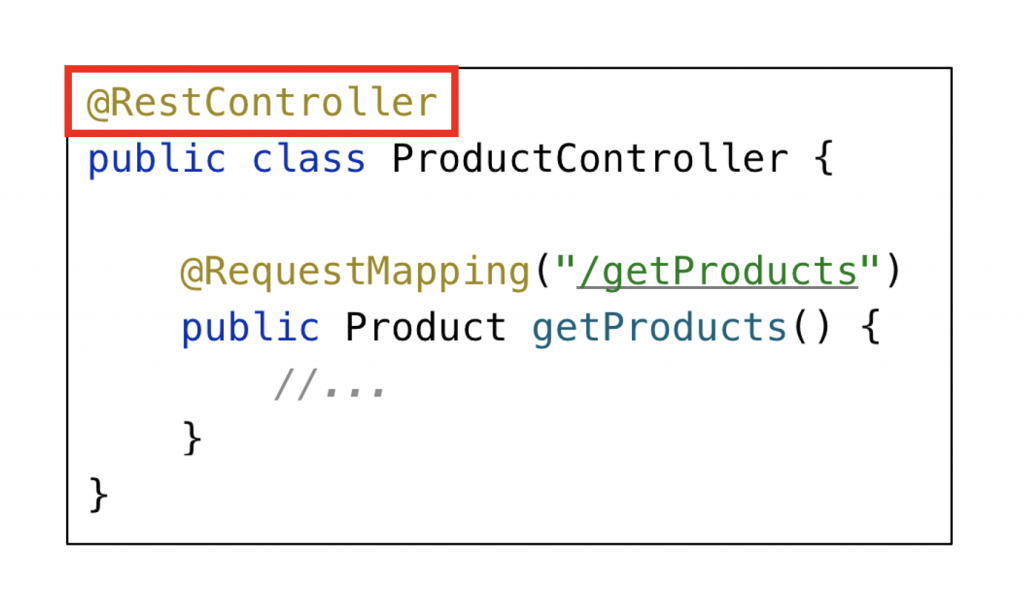 @RestController
public class ProductController {
@RequestMapping("/getProducts")
public Product getProducts() {
//...
}
}